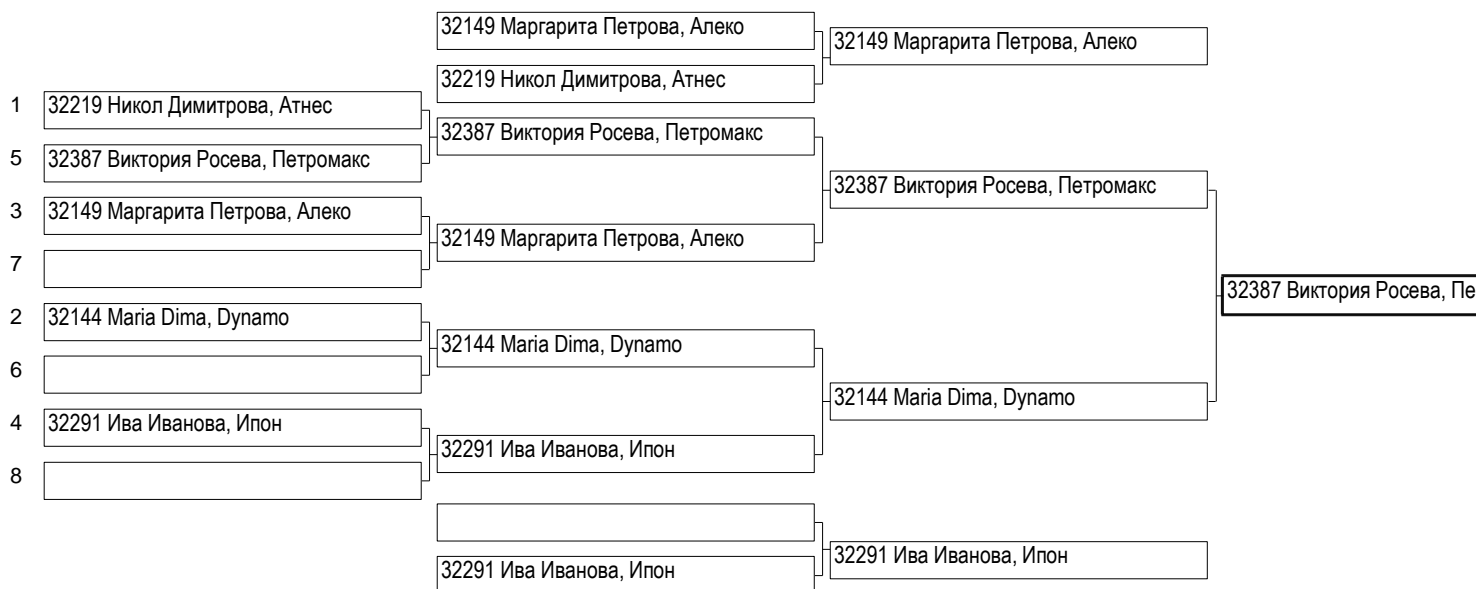 32149 Маргарита Петрова, Алеко
32149 Маргарита Петрова, Алеко
32219 Никол Димитрова, Атнес
1 32219 Никол Димитрова, Атнес
32387 Виктория Росева, Петромакс
5 32387 Виктория Росева, Петромакс
32387 Виктория Росева, Петромакс
3 32149 Маргарита Петрова, Алеко
32149 Маргарита Петрова, Алеко
7
32387 Виктория Росева, Пе
2 32144 Maria Dima, Dynamo
32144 Maria Dima, Dynamo
6
32144 Maria Dima, Dynamo
4 32291 Ива Иванова, Ипон
32291 Ива Иванова, Ипон
8
32291 Ива Иванова, Ипон
32291 Ива Иванова, Ипон